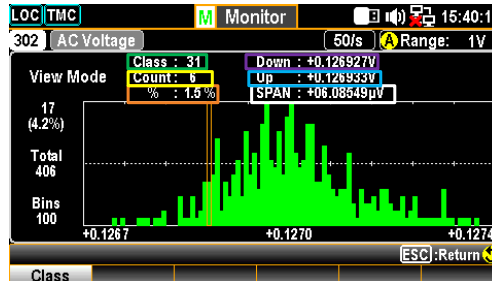 LOC TMC M Monitor 15:40:1
302 AC Voltage 50/s A Range: 1V
Class : 31 Down : +0.126927V
View Mode Count: 6 Up : +0.126933V
% : 1.5 % SPAN : +06.08549µV
17
(4.2%)
Total
406
Bins
100
+0.1267 +0.1270 +0.1274
ESC :Return
Class